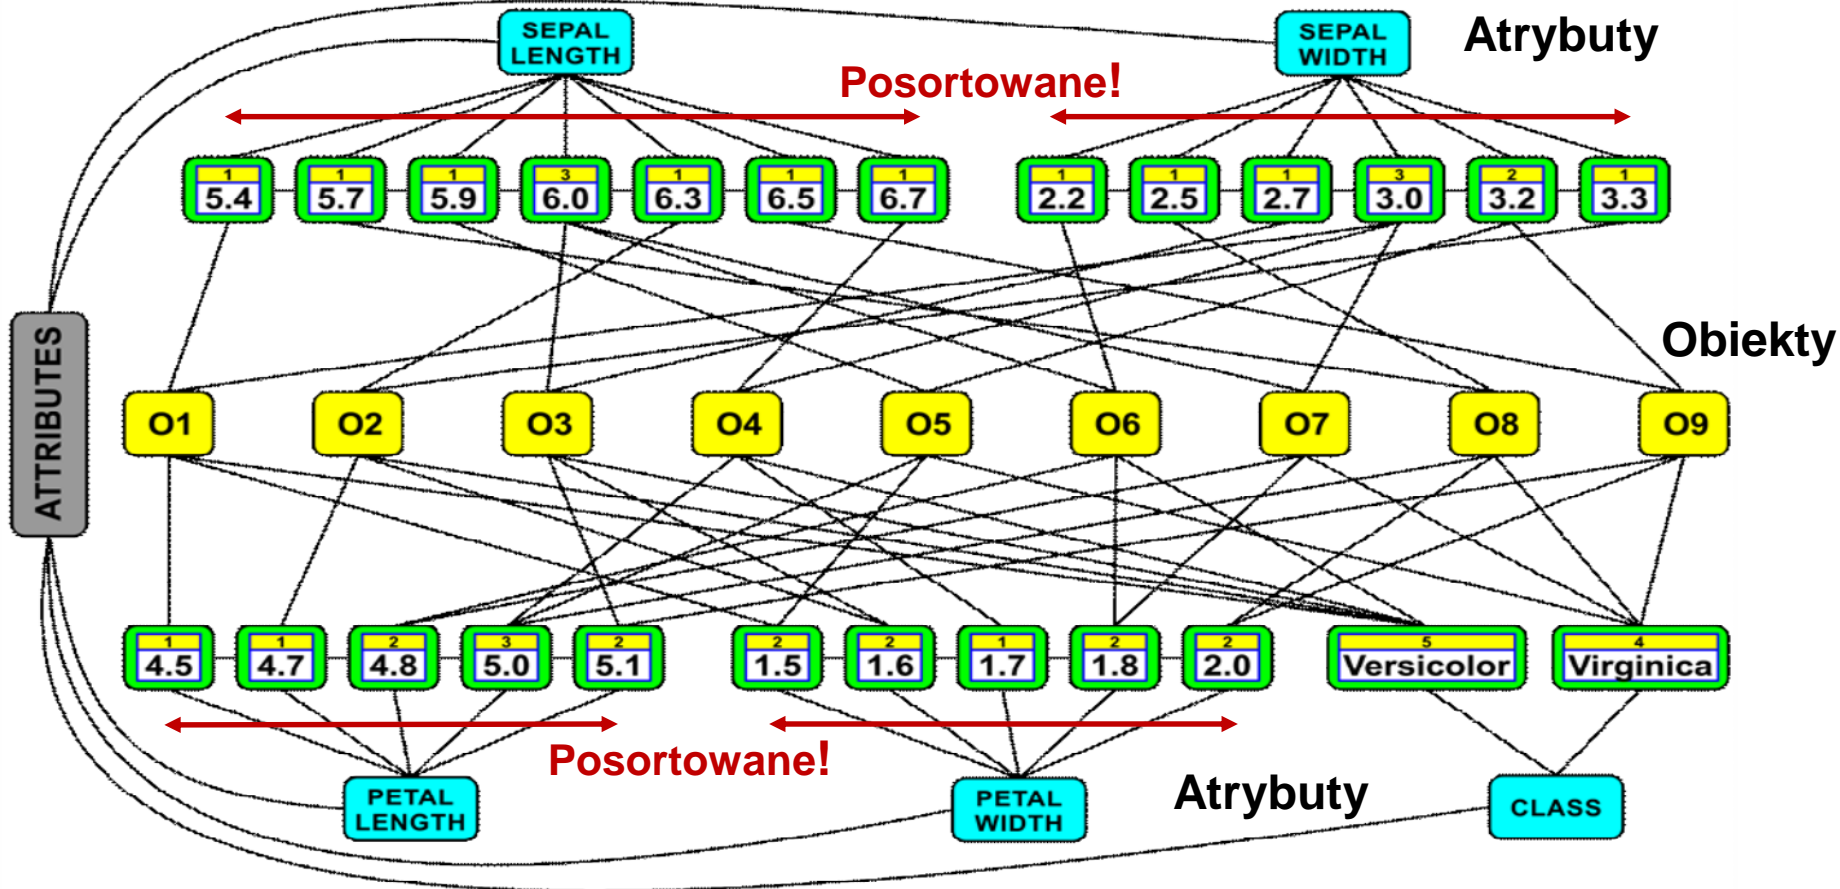 SEPAL
LENGTH
SEPAL
WIDTH
Atrybuty
Posortowane!
1 1 1 3 1 1 1
5.4 5.7 5.9 6.0 6.3 6.5 6.7
1 1 1 3 2 1
2.2 2.5 2.7 3.0 3.2 3.3
ATTRIBUTES
Obiekty
O1 O2 O3 O4 O5 O6 O7 O8 O9
1 1 2 3 2
4.5 4.7 4.8 5.0 5.1
2 2 1 2 2
1.5 1.6 1.7 1.8 2.0
5 4
Versicolor Virginica
Posortowane!
PETAL
LENGTH
PETAL
WIDTH
Atrybuty
CLASS